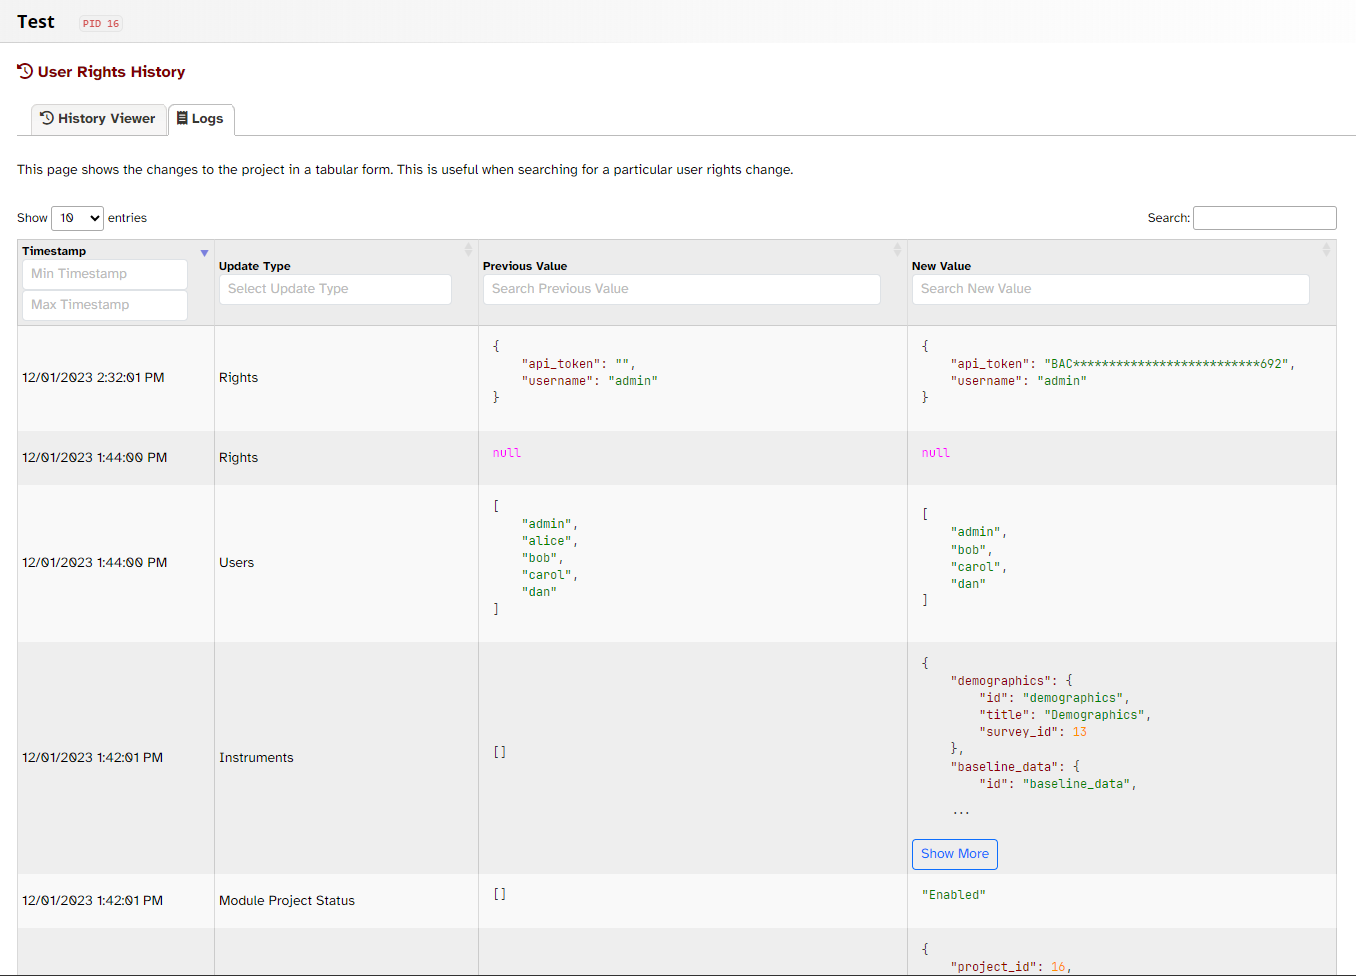 Test PID 16
User Rights History
History Viewer Logs
This page shows the changes to the project in a tabular form. This is useful when searching for a particular user rights change.
Show 10 entries Search:
Timestamp Update Type Previous Value New Value
Min Timestamp Select Update Type Search Previous Value Search New Value
Max Timestamp
12/01/2023 2:32:01 PM Rights
{
"api_token": "",
"username": "admin"
}
{
"api_token": "BAC**************************692",
"username": "admin"
}
12/01/2023 1:44:00 PM Rights null null
12/01/2023 1:44:00 PM Users
[
"admin",
"alice",
"bob",
"carol",
"dan"
]
[
"admin",
"bob",
"carol",
"dan"
]
12/01/2023 1:42:01 PM Instruments []
{
"demographics": {
"id": "demographics",
"title": "Demographics",
"survey_id": 13
},
"baseline_data": {
"id": "baseline_data",
...
Show More
12/01/2023 1:42:01 PM Module Project Status [] "Enabled"
{
"project_id": 16,